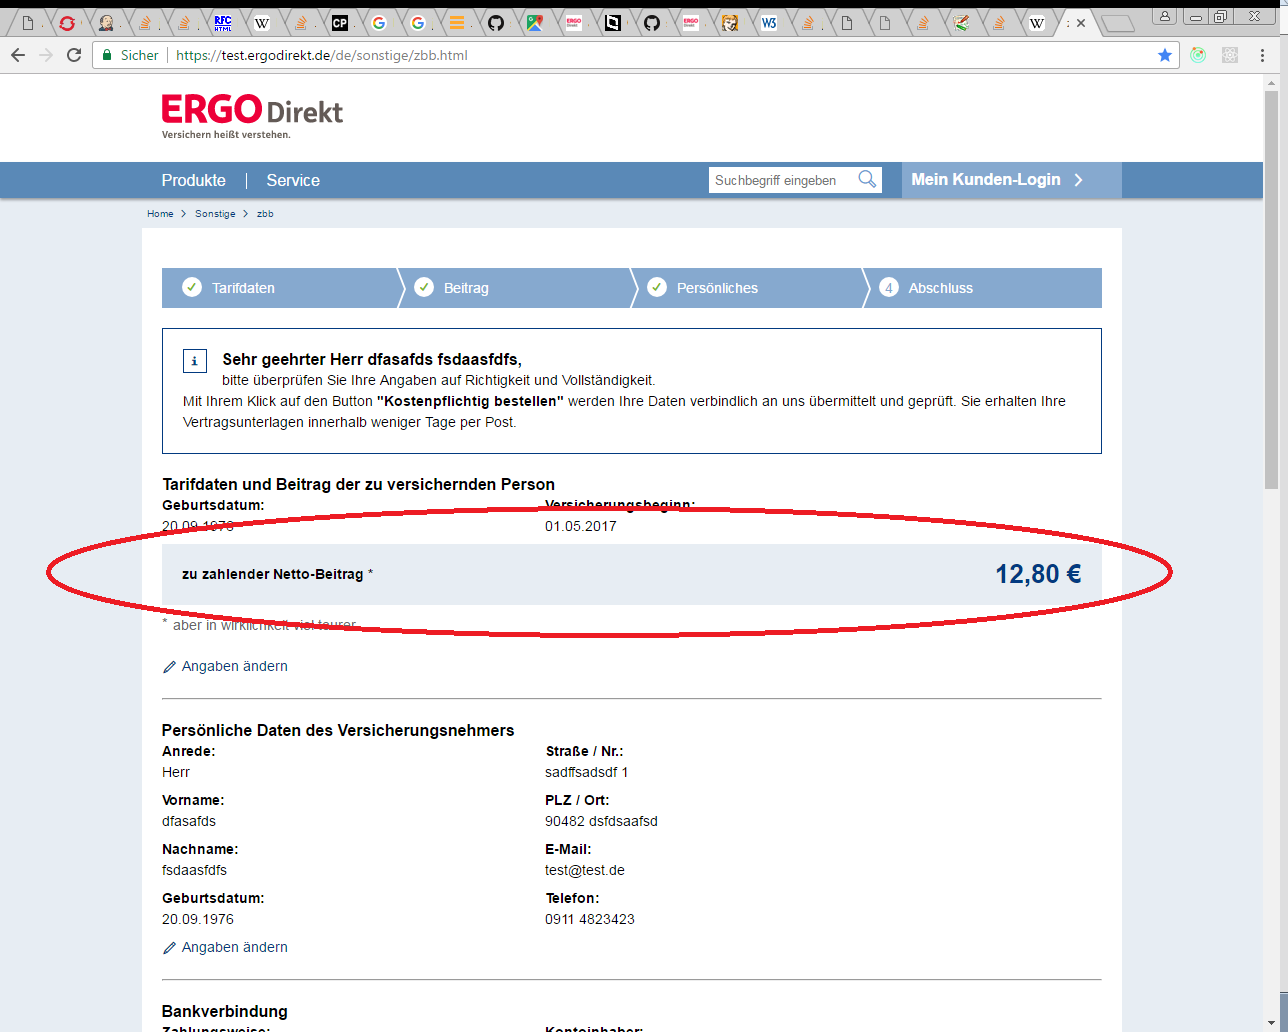 RFC HTML
W
CP
G
G
ERGO
ERGO
W3
W
Sicher | https://test.ergodirekt.de/de/sonstige/zbb.html
ERGO Direkt
Versichern heißt verstehen.
Produkte | Service Suchbegriff eingeben Mein Kunden-Login
Home > Sonstige > zbb
Tarifdaten Beitrag Persönliches 4 Abschluss
i Sehr geehrter Herr dfasafds fsdaasfdfs,
bitte überprüfen Sie Ihre Angaben auf Richtigkeit und Vollständigkeit.
Mit Ihrem Klick auf den Button "Kostenpflichtig bestellen" werden Ihre Daten verbindlich an uns übermittelt und geprüft. Sie erhalten Ihre
Vertragsunterlagen innerhalb weniger Tage per Post.
Tarifdaten und Beitrag der zu versichernden Person
Geburtsdatum: Versicherungsbeginn:
20.09.1976 01.05.2017
zu zahlender Netto-Beitrag * 12,80 €
* aber in wirklichkeit viel teurer
Angaben ändern
Persönliche Daten des Versicherungsnehmers
Anrede: Straße / Nr.:
Herr sadffsadsdf 1
Vorname: PLZ / Ort:
dfasafds 90482 dsfdsaafsd
Nachname: E-Mail:
fsdaasfdfs test@test.de
Geburtsdatum: Telefon:
20.09.1976 0911 4823423
Angaben ändern
Bankverbindung
Zahlungsweise: Kontoinhaber: